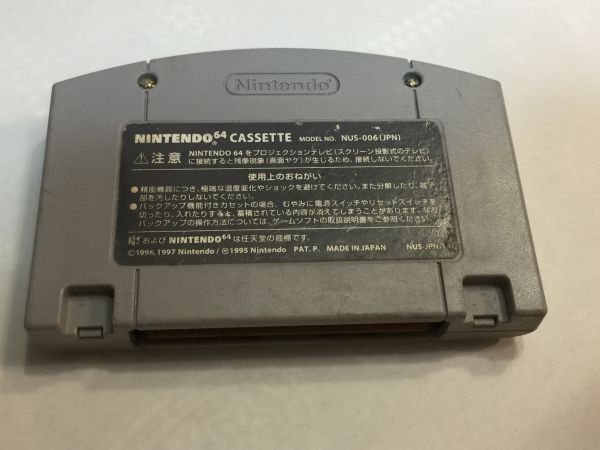 Nintendo
NINTENDO64 CASSETTE MODEL NO. NUS-006(JPN)
注意 NINTENDO 64 をプロジェクションテレビ(スクリーン投影式のテレビ)
に接続すると残像現象(画面ヤケ)が生じるため、接続しないでください。
使用上のおねがい
●精密機器につき、極端な温度変化やショックを避けてください。また分解したり、端子
部を汚したりしないでください。
●バックアップ機能付きカセットの場合、むやみに電源スイッチやリセットスイッチを
切ったり、入れたりすると、蓄積されている内容が消えてしまうことがあります。なお
バックアップの操作方法については、ゲームソフトの取扱説明書をご参照ください
および NINTENDO64 は任天堂の商標です。
©1996,1997 Nintendo / Ⓜ1995 Nintendo PAT. P. MADE IN JAPAN NUS-JPN-1